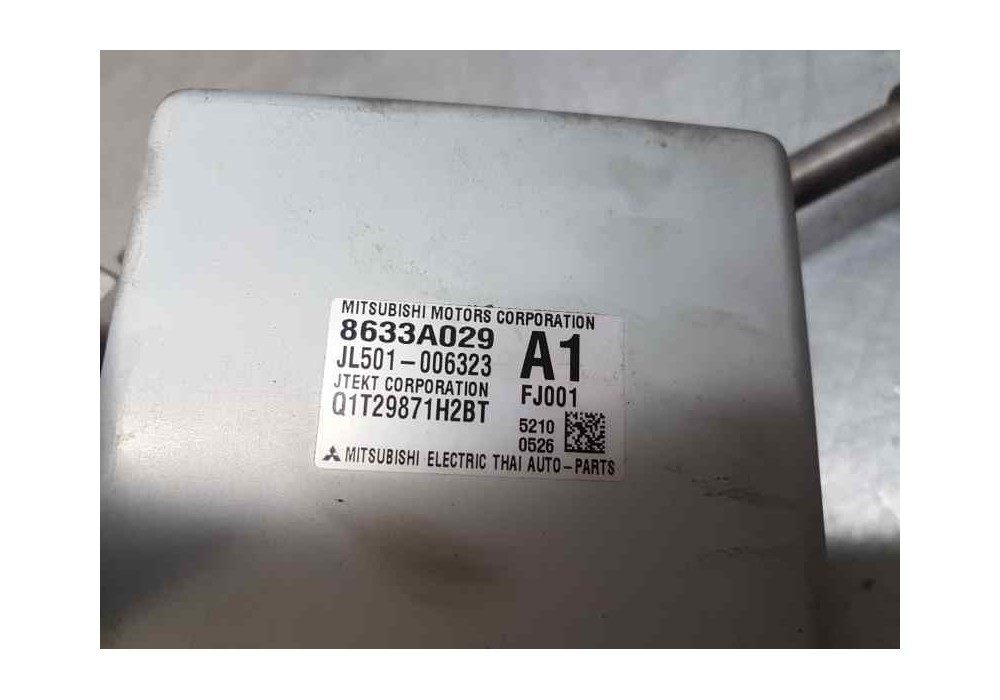 MITSUBISHI MOTORS CORPORATION
8633A029
A1
JL501-006323
JTEKT CORPORATION
FJ001
Q1T29871H2BT
5210
0526
MITSUBISHI ELECTRIC THAI AUTO-PARTS